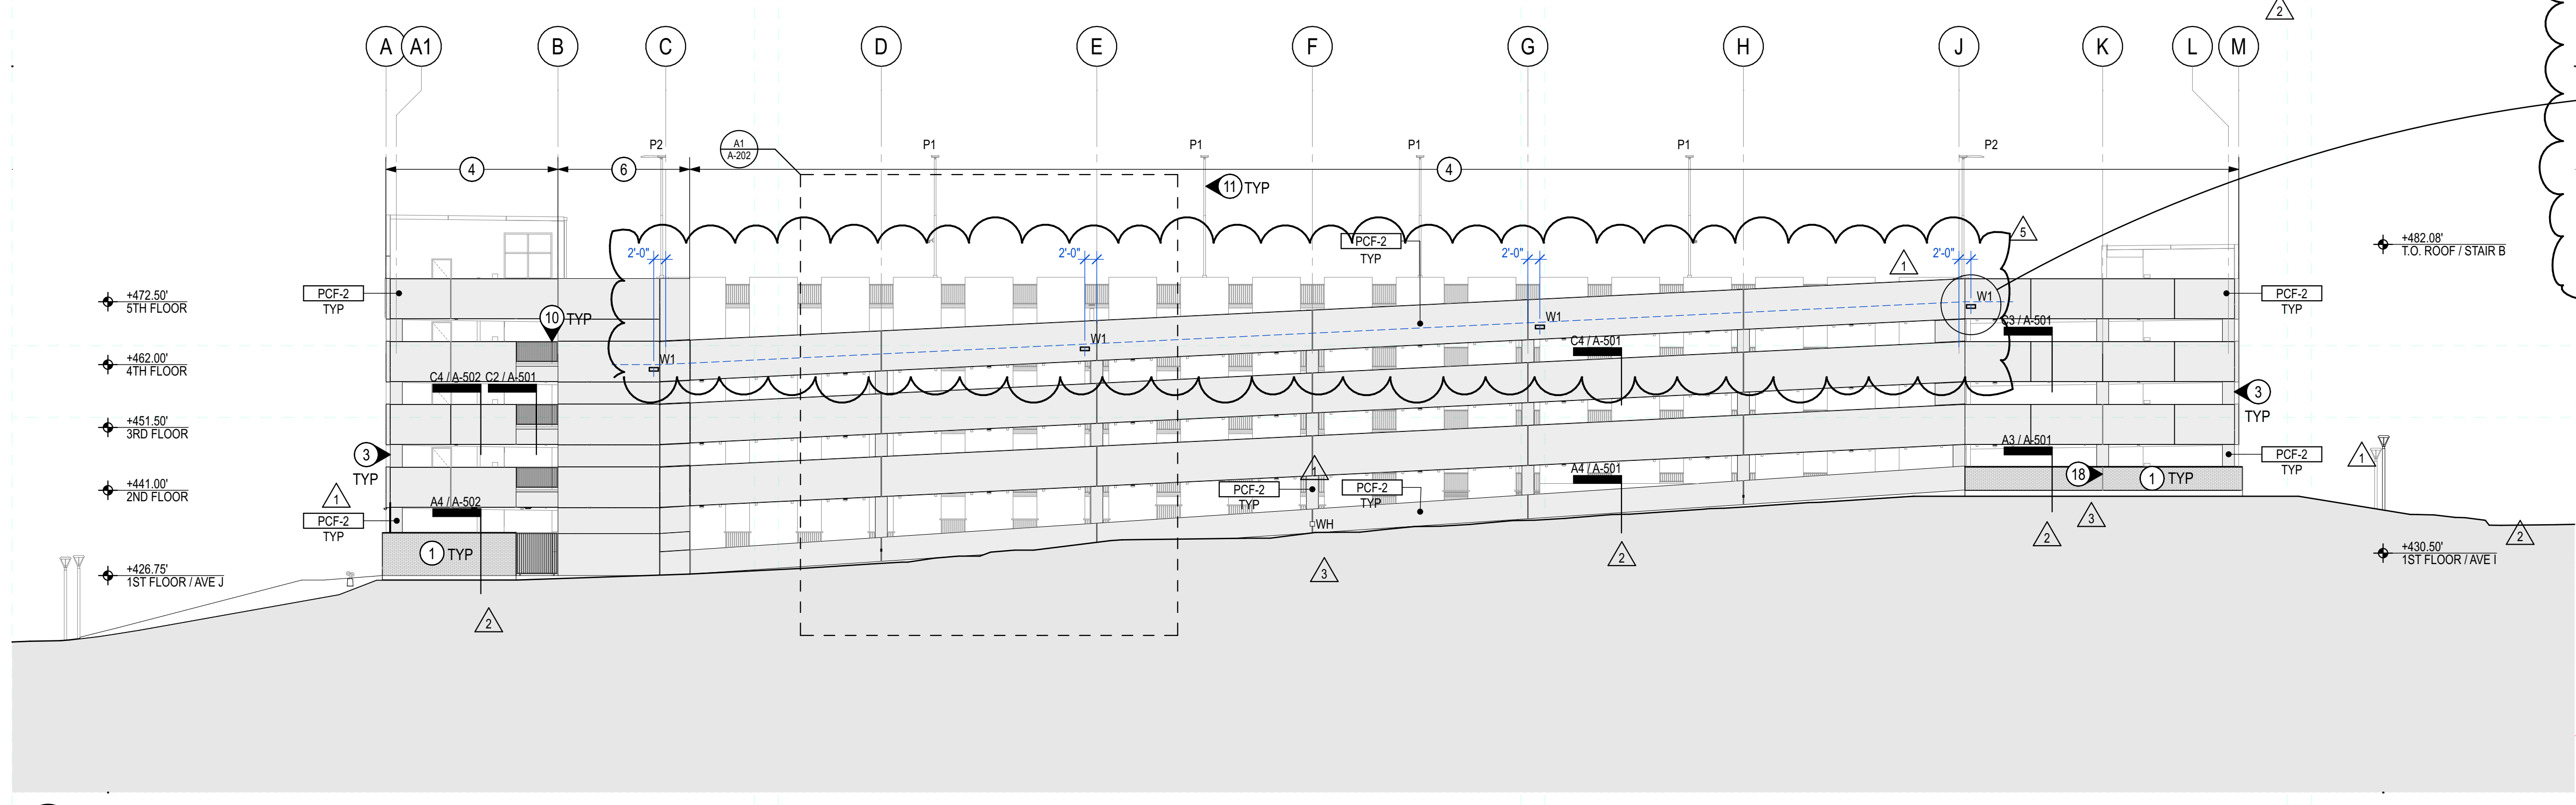 2
A A1 B C D E F G H J K L M
P2 P1 P1 P1 P1 P2
A1
A-202
4 6 4
11 TYP
5
PCF-2
TYP
1
2'-0" 2'-0" 2'-0" 2'-0"
+482.08'
T.O. ROOF / STAIR B
+472.50'
5TH FLOOR
PCF-2
TYP
PCF-2
TYP
10 TYP
W1 W1 W1 W1
C3 / A-501
C4 / A-501
+462.00'
4TH FLOOR
C4 / A-502 C2 / A-501
3
TYP
+451.50'
3RD FLOOR
3
TYP
A3 / A-501
PCF-2
TYP
1
A4 / A-501
18 1 TYP
1
PCF-2
TYP
PCF-2
TYP
+441.00'
2ND FLOOR
1
A4 / A-502
PCF-2
TYP
WH
3
2
2
1 TYP
+430.50'
1ST FLOOR / AVE I
2
3
+426.75'
1ST FLOOR / AVE J
2